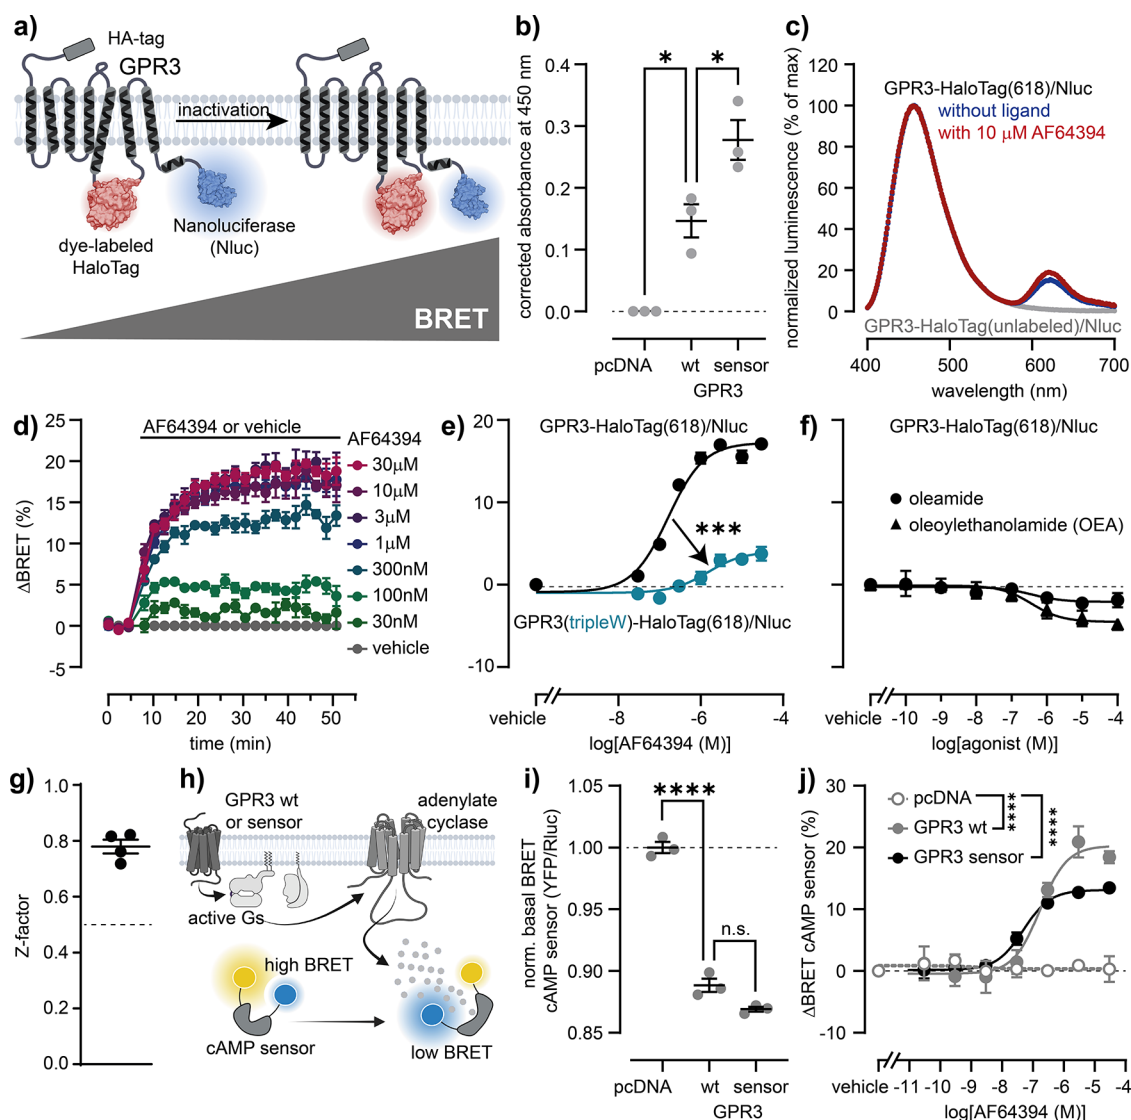 a)
HA-tag
GPR3
inactivation
dye-labeled
HaloTag
Nanoluciferase
(Nluc)
BRET
b)
corrected absorbance at 450 nm
0.4
0.3
0.2
0.1
0.0
*
*
pcDNA
wt
sensor
GPR3
c)
normalized luminescence (% of max)
120
100
80
60
40
20
0
GPR3-HaloTag(618)/Nluc
without ligand
with 10 μM AF64394
GPR3-HaloTag(unlabeled)/Nluc
400
500
600
700
wavelength (nm)
d)
ΔBRET (%)
25
20
15
10
5
0
-5
AF64394 or vehicle
AF64394
30μM
10μM
3μM
1μM
300nM
100nM
30nM
vehicle
0
10
20
30
40
50
time (min)
e)
20
10
0
-10
GPR3-HaloTag(618)/Nluc
***
GPR3(tripleW)-HaloTag(618)/Nluc
vehicle
-8
-7
-6
-5
-4
log[AF64394 (M)]
f)
GPR3-HaloTag(618)/Nluc
oleamide
oleoylethanolamide (OEA)
vehicle
-10
-9
-8
-7
-6
-5
-4
log[agonist (M)]
g)
Z-factor
1.0
0.8
0.6
0.4
0.2
0.0
h)
GPR3 wt
or sensor
adenylate
cyclase
active Gs
high BRET
cAMP sensor
low BRET
i)
norm. basal BRET
cAMP sensor (YFP/Rluc)
1.05
1.00
0.95
0.90
0.85
****
n.s.
pcDNA
wt
sensor
GPR3
j)
ΔBRET cAMP sensor (%)
30
20
10
0
-10
pcDNA
GPR3 wt
GPR3 sensor
****
****
vehicle
-11
-10
-9
-8
-7
-6
-5
-4
log[AF64394 (M)]